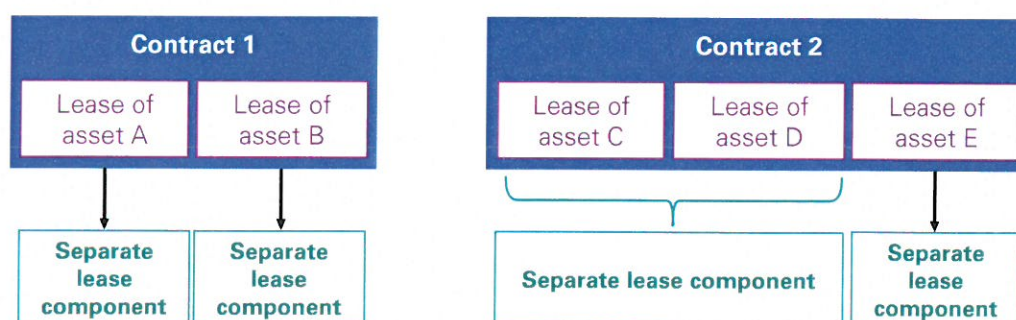 Contract 1
Lease of
asset A
Lease of
asset B
Separate
lease
component
Separate
lease
component
Contract 2
Lease of
asset C
Lease of
asset D
Lease of
asset E
Separate lease component
Separate
lease
component